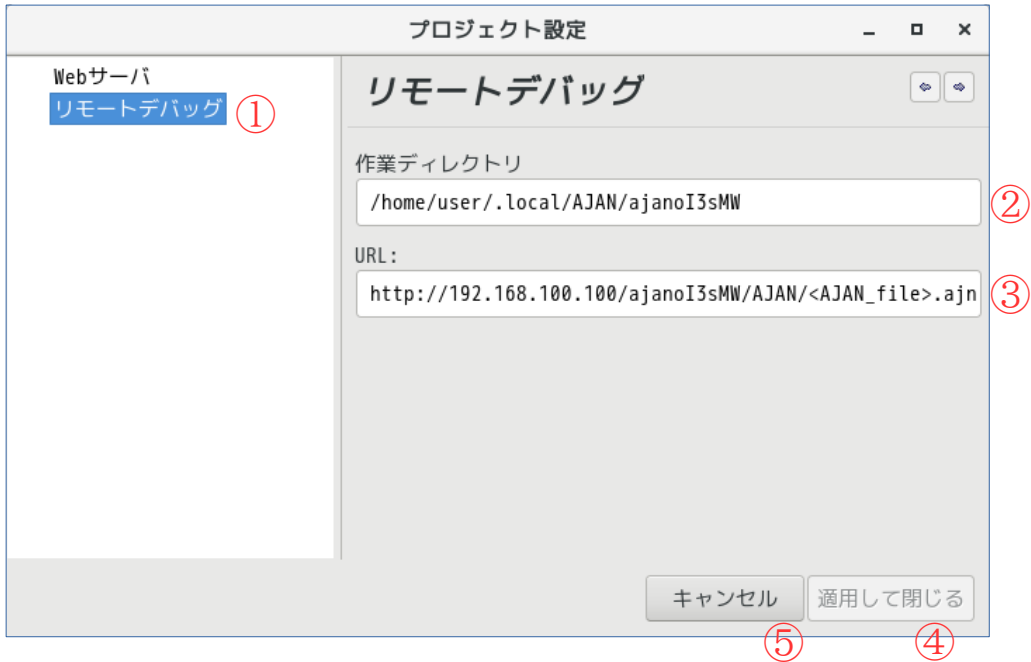 プロジェクト設定
Webサーバ
リモートデバッグ ①
リモートデバッグ
作業ディレクトリ
/home/user/.local/AJAN/ajanoI3sMW ②
URL:
http://192.168.100.100/ajanoI3sMW/AJAN/<AJAN_file>.ajn ③
キャンセル 適用して閉じる
⑤ ④